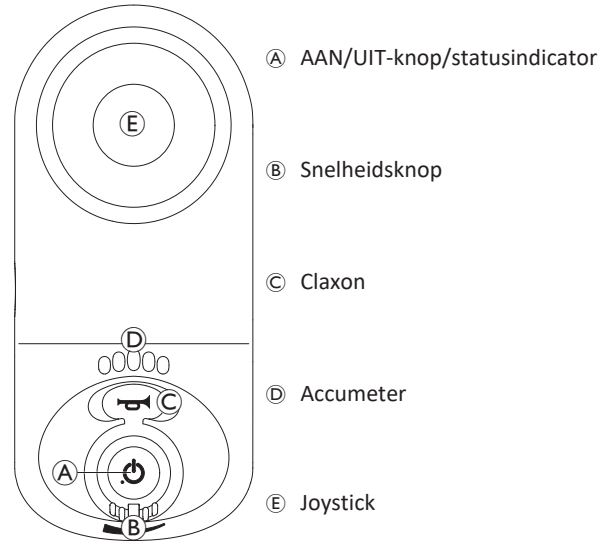 Ⓐ AAN/UIT-knop/statusindicator
Ⓑ Snelheidsknop
Ⓒ Claxon
Ⓓ Accumeter
Ⓔ Joystick
Ⓔ
Ⓓ
Ⓒ
Ⓐ
Ⓑ